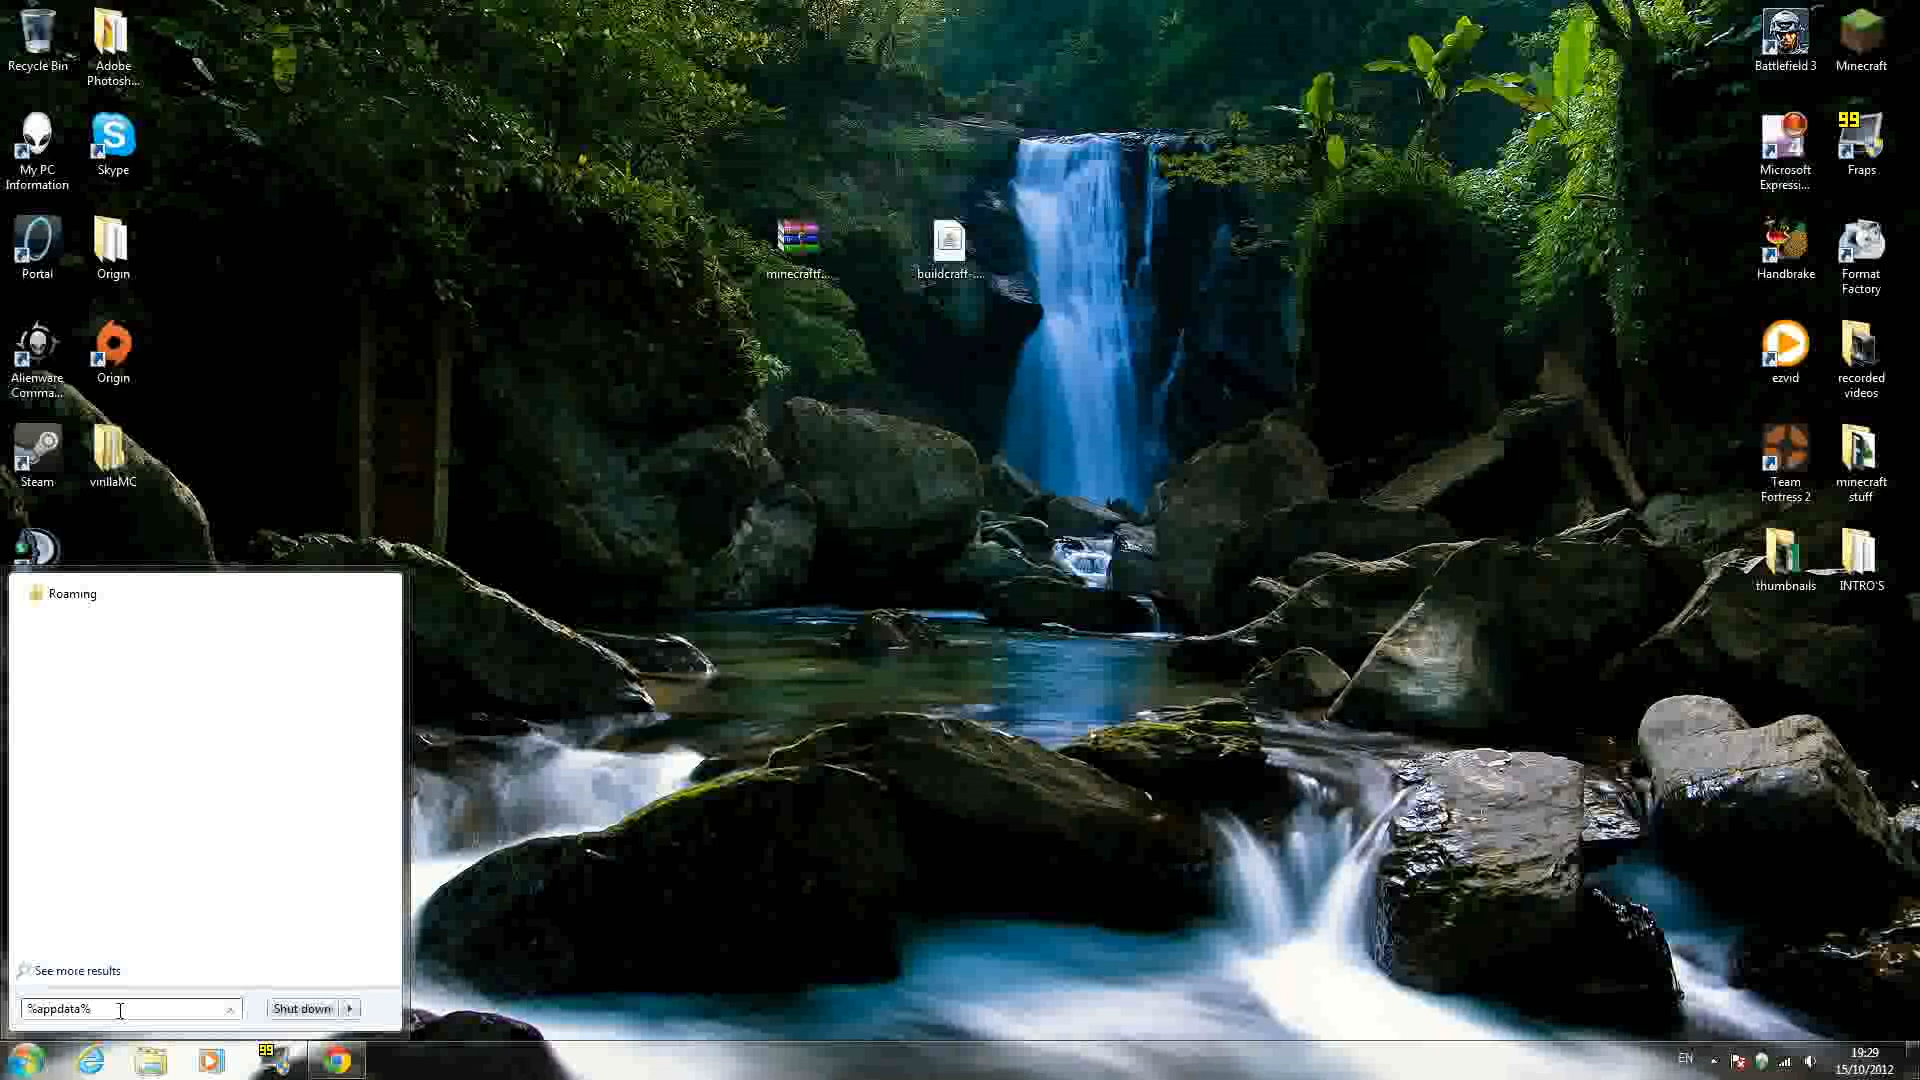 Recycle Bin
Adobe
Photosh...
My PC
Information
Skype
Portal
Origin
Alienware
Comma...
Origin
Steam
vinllaMC
minecraftf...
buildcraft-...
Battlefield 3
Minecraft
Microsoft
Expressi...
99
Fraps
Handbrake
Format
Factory
ezvid
recorded
videos
Team
Fortress 2
minecraft
stuff
thumbnails
INTRO'S
Roaming
See more results
%appdata%
Shut down
99
EN
19:29
15/10/2012